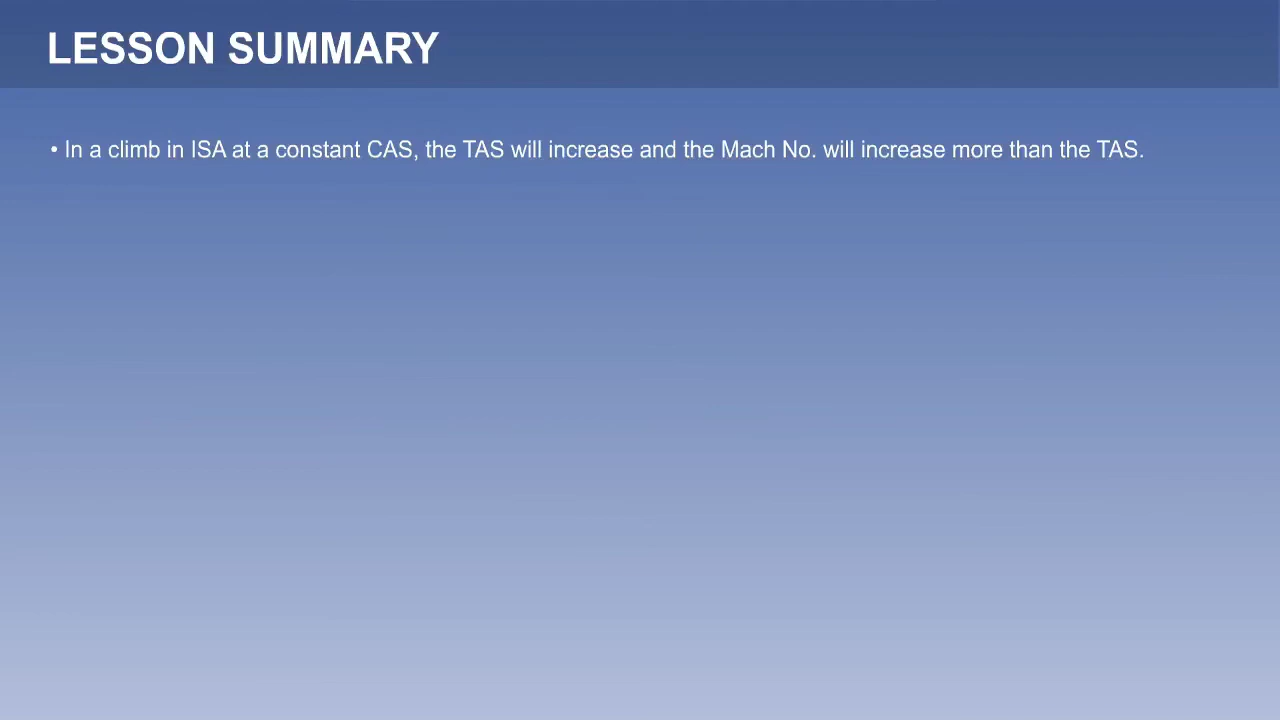 LESSON SUMMARY
• In a climb in ISA at a constant CAS, the TAS will increase and the Mach No. will increase more than the TAS.